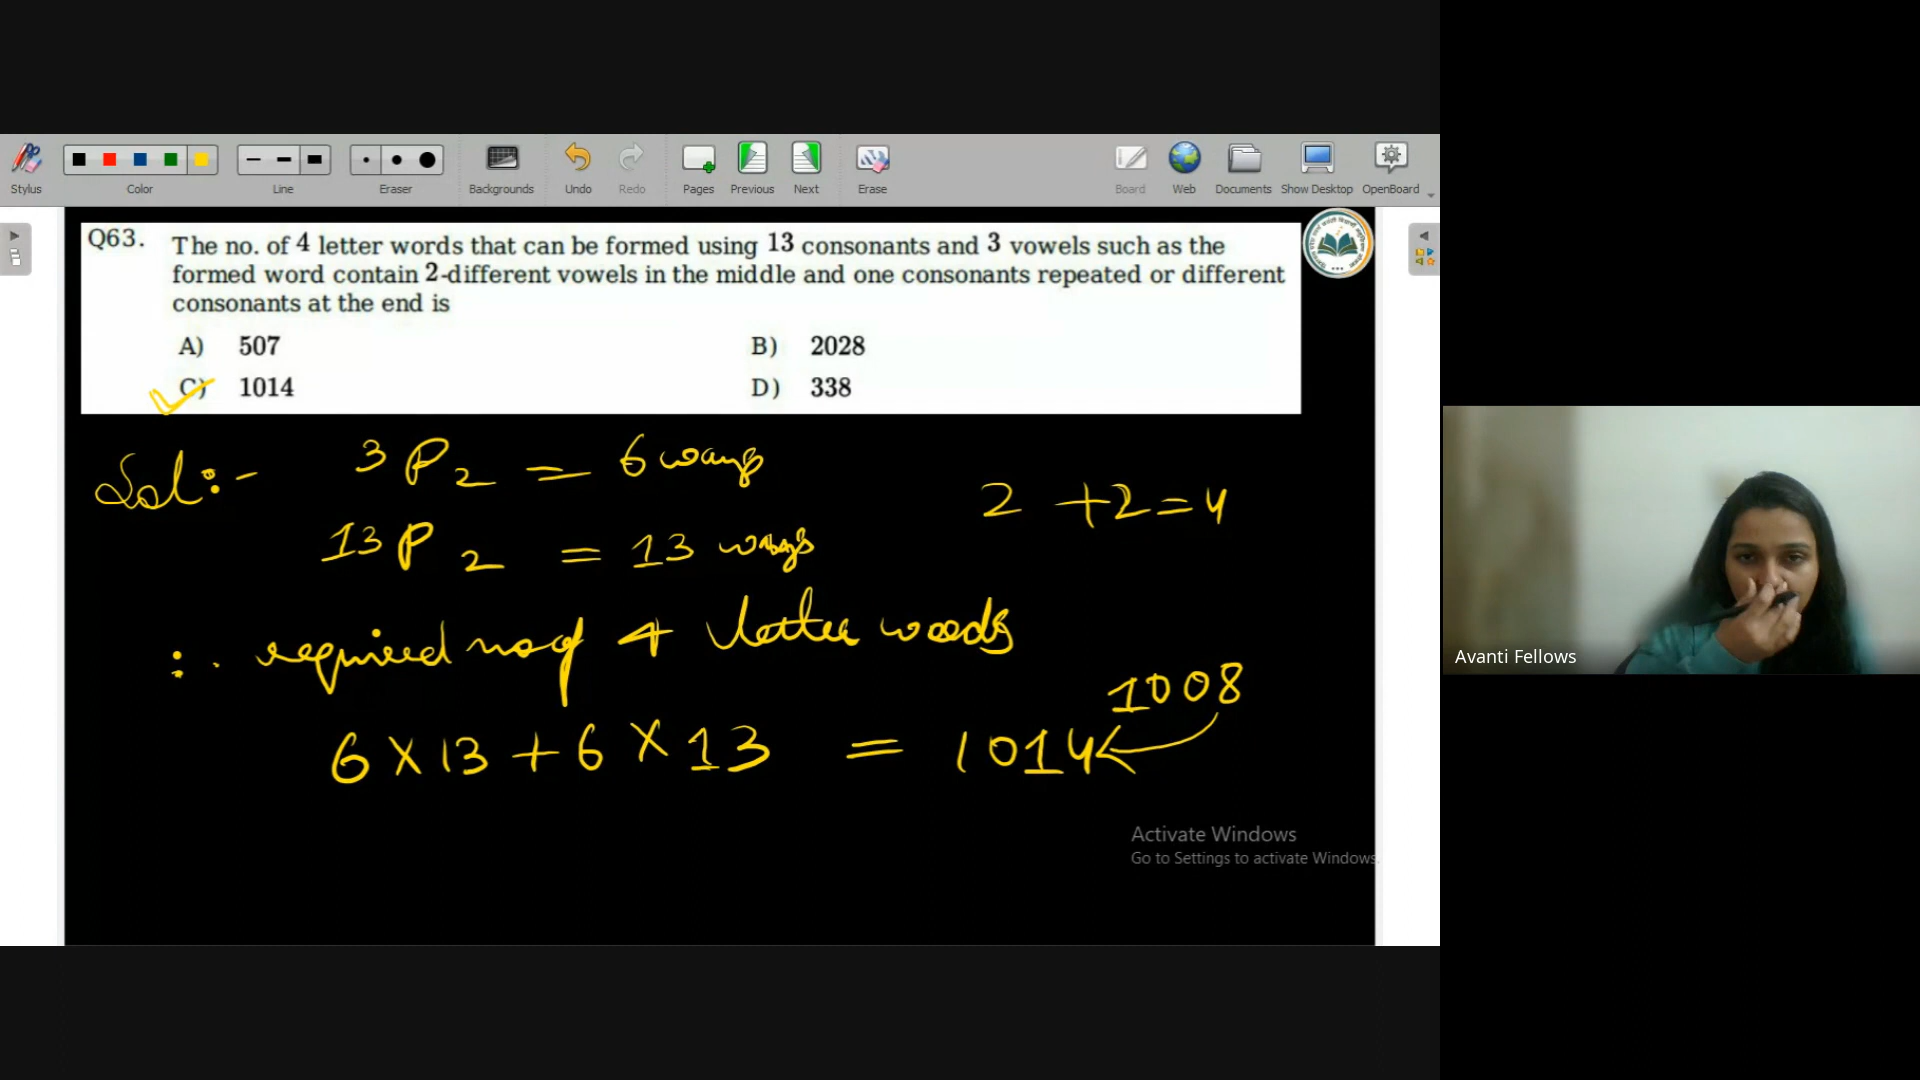 Stylus Color Line Eraser Backgrounds Undo Redo Pages Previous Next Erase Board Web Documents Show Desktop OpenBoard
Q63. The no. of 4 letter words that can be formed using 13 consonants and 3 vowels such as the
formed word contain 2-different vowels in the middle and one consonants repeated or different
consonants at the end is
A) 507 B) 2028
C) 1014 D) 338
Sol:- 3P2 = 6 ways
2 + 2 = 4
13P2 = 13 ways
∴ required no of 4 letter words
1008
6 × 13 + 6 × 13 = 1014
Avanti Fellows
Activate Windows
Go to Settings to activate Windows.